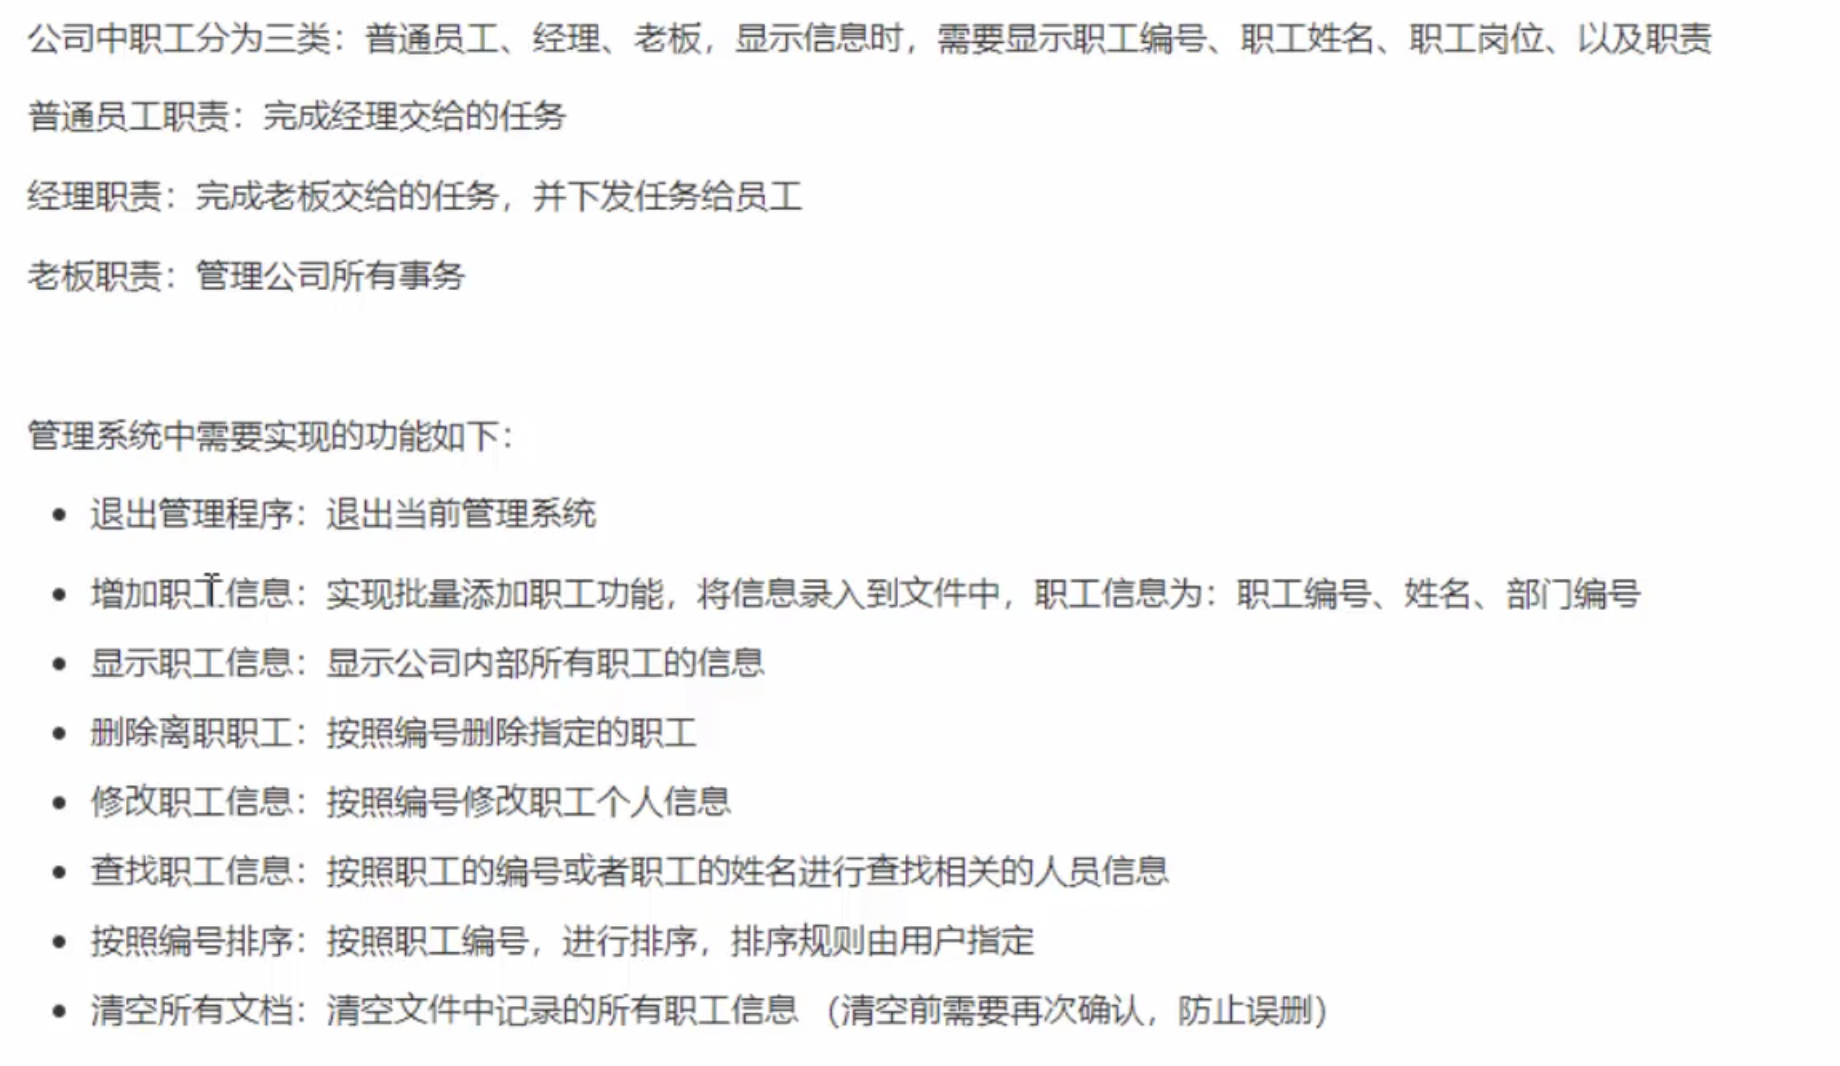 公司中职工分为三类：普通员工、经理、老板，显示信息时，需要显示职工编号、职工姓名、职工岗位、以及职责
普通员工职责：完成经理交给的任务
经理职责：完成老板交给的任务，并下发任务给员工
老板职责：管理公司所有事务
管理系统中需要实现的功能如下：
• 退出管理程序：退出当前管理系统
• 增加职工信息：实现批量添加职工功能，将信息录入到文件中，职工信息为：职工编号、姓名、部门编号
• 显示职工信息：显示公司内部所有职工的信息
• 删除离职职工：按照编号删除指定的职工
• 修改职工信息：按照编号修改职工个人信息
• 查找职工信息：按照职工的编号或者职工的姓名进行查找相关的人员信息
• 按照编号排序：按照职工编号，进行排序，排序规则由用户指定
• 清空所有文档：清空文件中记录的所有职工信息 （清空前需要再次确认，防止误删）